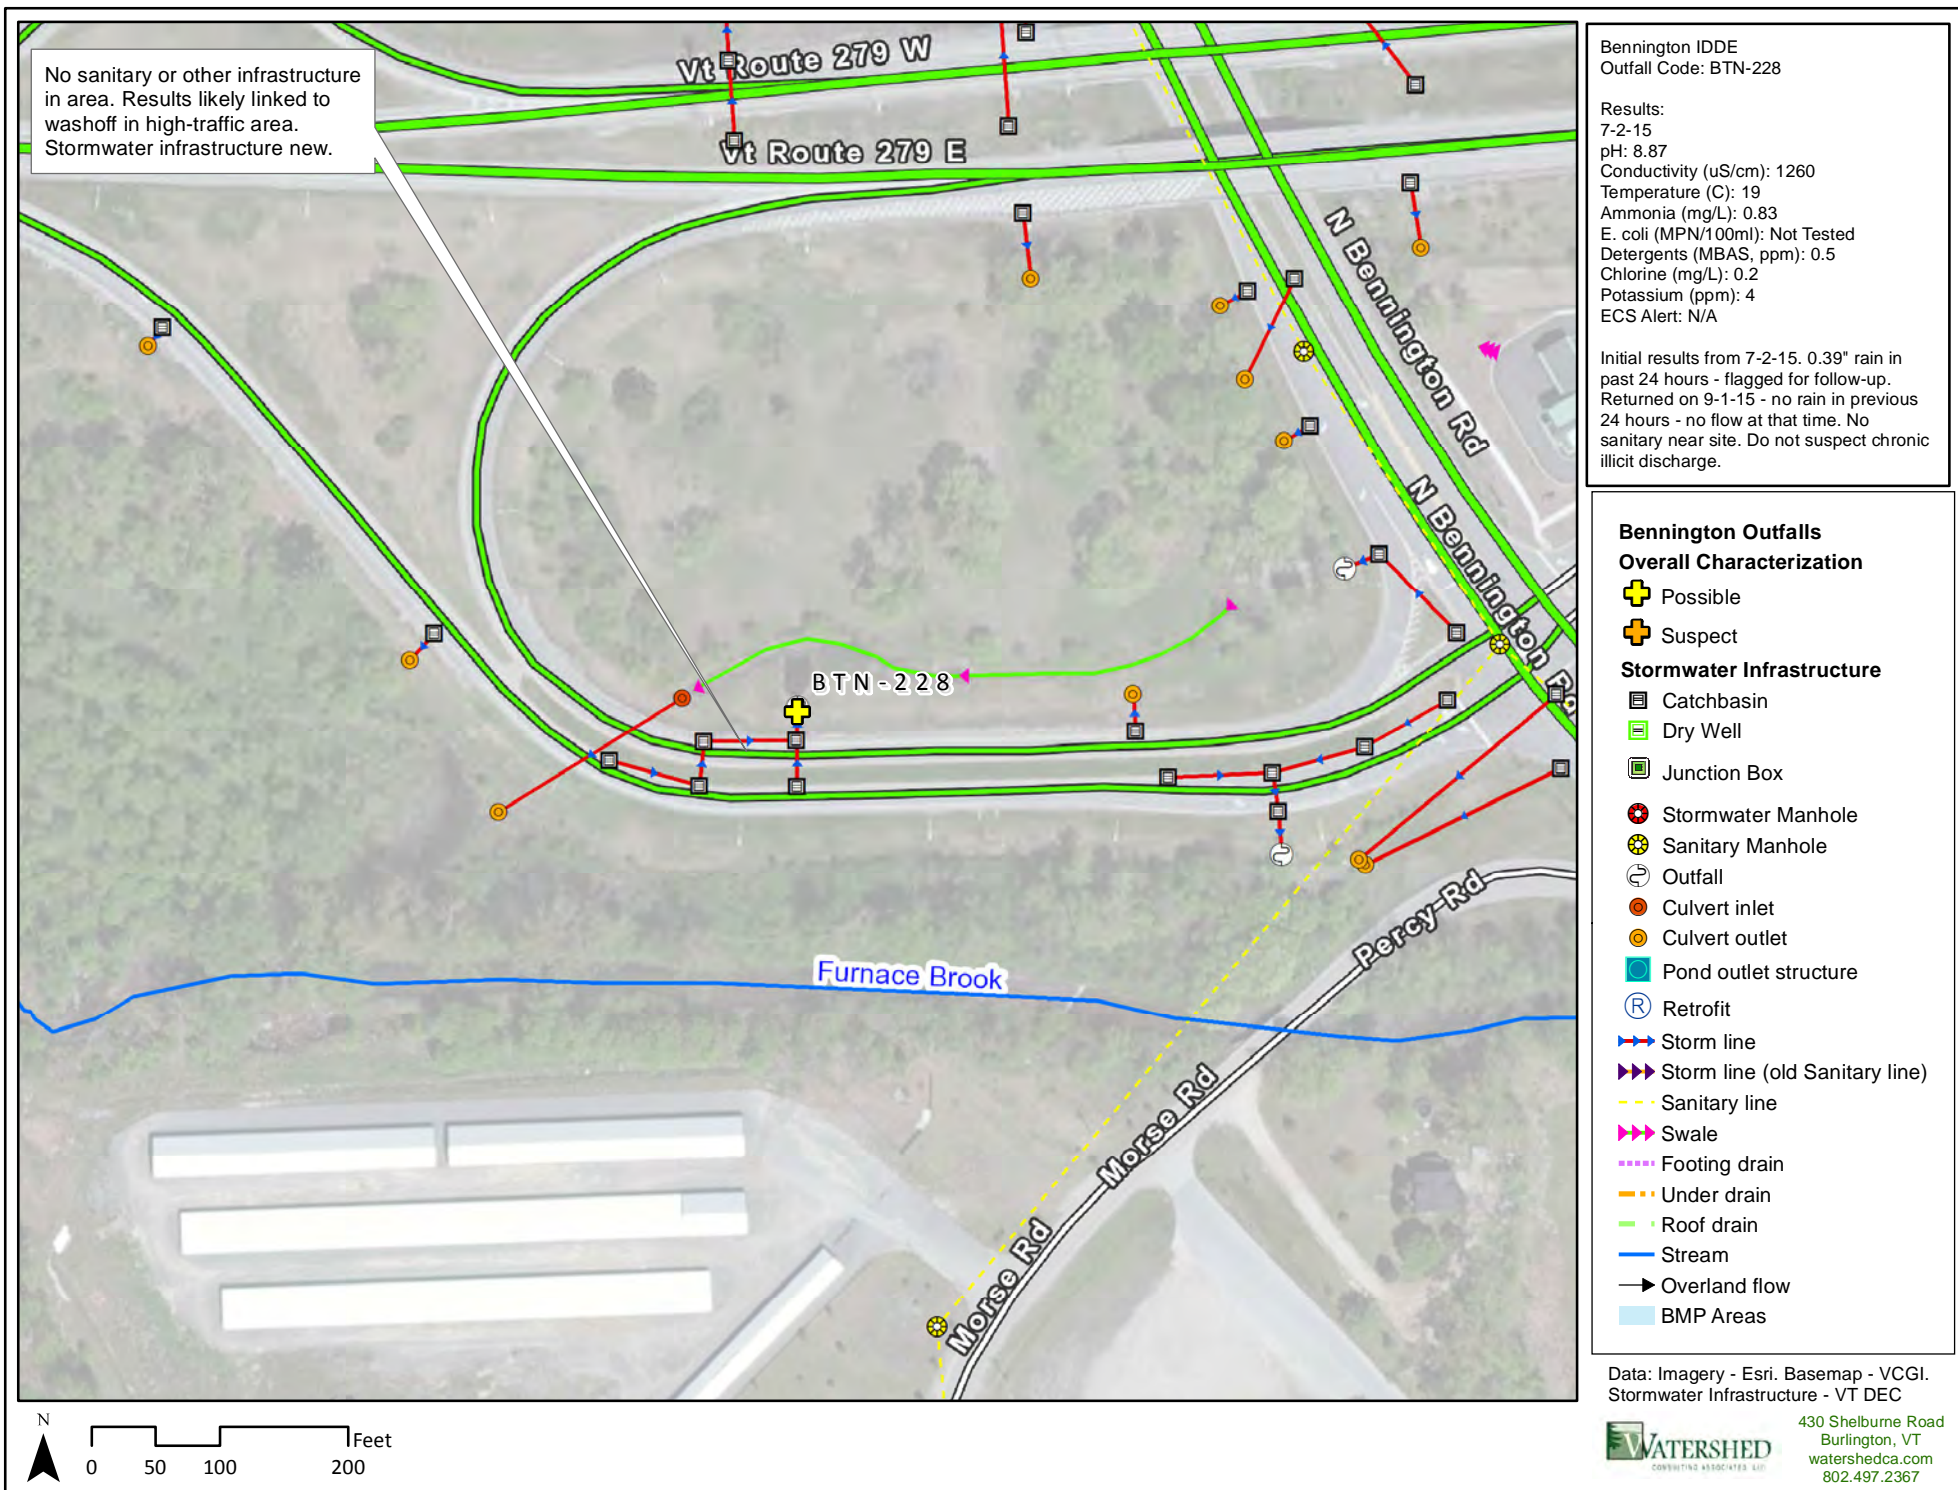 No sanitary or other infrastructure
in area. Results likely linked to
washoff in high-traffic area.
Stormwater infrastructure new.
Vt Route 279 W
Vt Route 279 E
N Bennington Rd
N Bennington Rd
BTN-228
Furnace Brook
Percy Rd
Morse Rd
Morse Rd
Bennington IDDE
Outfall Code: BTN-228
Results:
7-2-15
pH: 8.87
Conductivity (uS/cm): 1260
Temperature (C): 19
Ammonia (mg/L): 0.83
E. coli (MPN/100ml): Not Tested
Detergents (MBAS, ppm): 0.5
Chlorine (mg/L): 0.2
Potassium (ppm): 4
ECS Alert: N/A
Initial results from 7-2-15. 0.39" rain in
past 24 hours - flagged for follow-up.
Returned on 9-1-15 - no rain in previous
24 hours - no flow at that time. No
sanitary near site. Do not suspect chronic
illicit discharge.
Bennington Outfalls
Overall Characterization
Possible
Suspect
Stormwater Infrastructure
Catchbasin
Dry Well
Junction Box
Stormwater Manhole
Sanitary Manhole
Outfall
Culvert inlet
Culvert outlet
Pond outlet structure
R Retrofit
Storm line
Storm line (old Sanitary line)
Sanitary line
Swale
Footing drain
Under drain
Roof drain
Stream
Overland flow
BMP Areas
Data: Imagery - Esri. Basemap - VCGI.
Stormwater Infrastructure - VT DEC
WATERSHED
CONSULTING ASSOCIATES, LLC
430 Shelburne Road
Burlington, VT
watershedca.com
802.497.2367
N
Feet
0 50 100 200